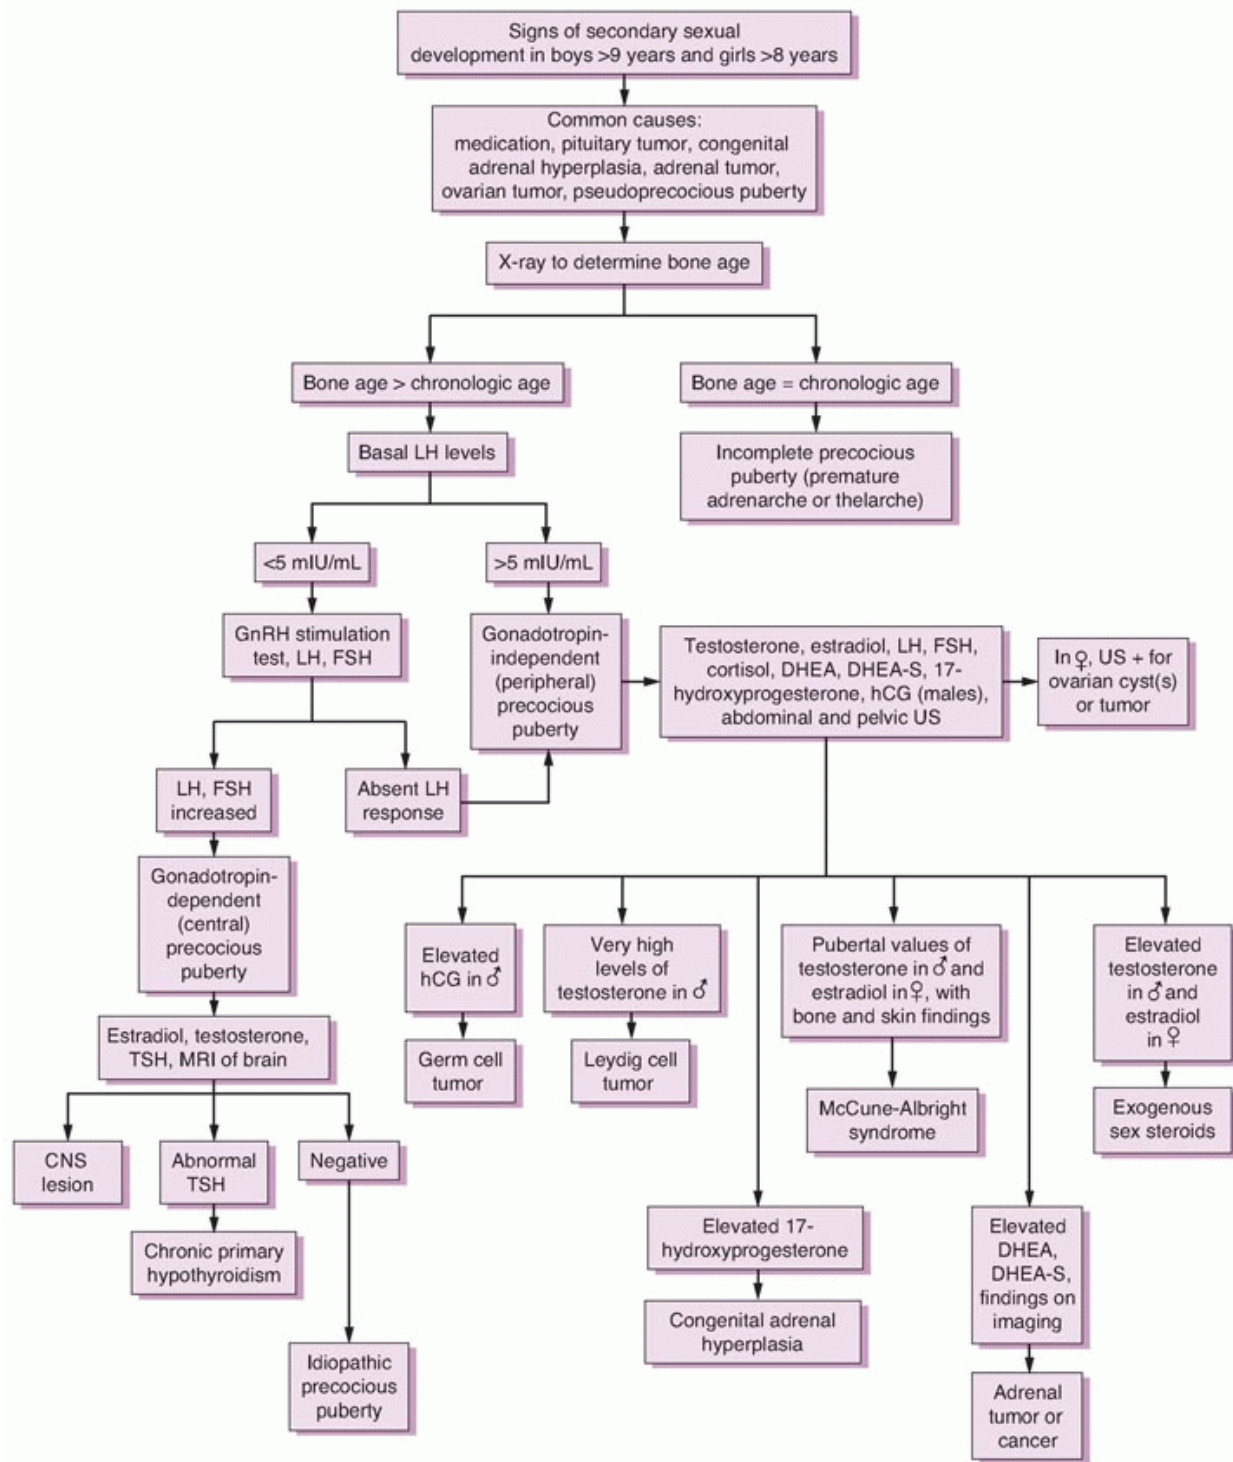 Signs of secondary sexual
development in boys >9 years and girls >8 years
Common causes:
medication, pituitary tumor, congenital
adrenal hyperplasia, adrenal tumor,
ovarian tumor, pseudoprecocious puberty
X-ray to determine bone age
Bone age > chronologic age
Bone age = chronologic age
Basal LH levels
Incomplete precocious
puberty (premature
adrenarche or thelarche)
<5 mIU/mL
>5 mIU/mL
GnRH stimulation
test, LH, FSH
Gonadotropin-
independent
(peripheral)
precocious
puberty
Testosterone, estradiol, LH, FSH,
cortisol, DHEA, DHEA-S, 17-
hydroxyprogesterone, hCG (males),
abdominal and pelvic US
In ♀, US + for
ovarian cyst(s)
or tumor
LH, FSH
increased
Absent LH
response
Gonadotropin-
dependent
(central)
precocious
puberty
Elevated
hCG in ♂
Very high
levels of
testosterone in ♂
Pubertal values of
testosterone in ♂ and
estradiol in ♀, with
bone and skin findings
Elevated
testosterone
in ♂ and
estradiol
in ♀
Estradiol, testosterone,
TSH, MRI of brain
Germ cell
tumor
Leydig cell
tumor
McCune-Albright
syndrome
Exogenous
sex steroids
CNS
lesion
Abnormal
TSH
Negative
Chronic primary
hypothyroidism
Elevated 17-
hydroxyprogesterone
Elevated
DHEA,
DHEA-S,
findings on
imaging
Congenital adrenal
hyperplasia
Idiopathic
precocious
puberty
Adrenal
tumor or
cancer